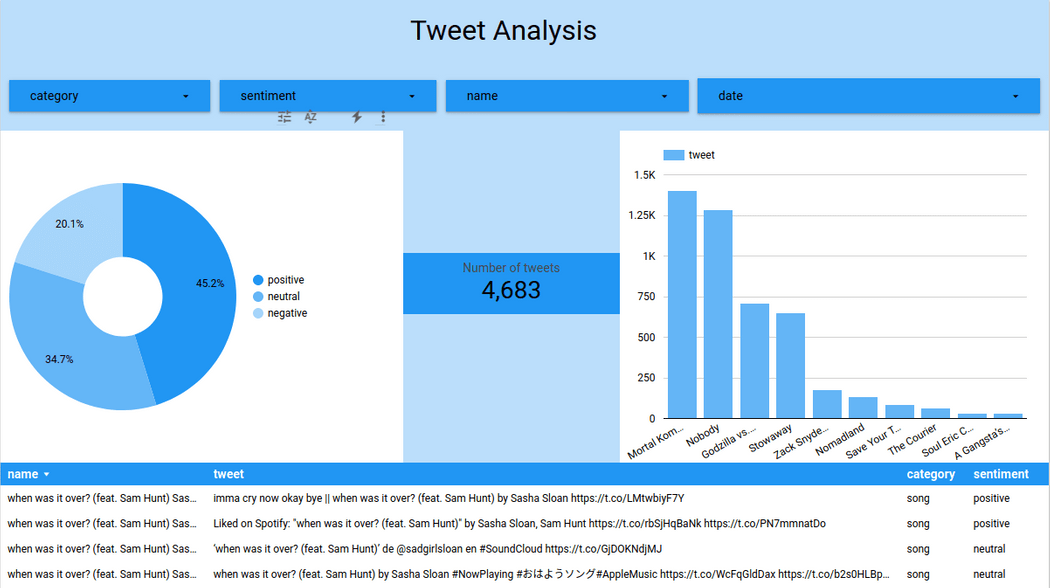 Tweet Analysis
category
sentiment
name
date
AZ
20.1%
45.2%
34.7%
positive
neutral
negative
Number of tweets
4,683
tweet
1.5K
1.25K
1K
750
500
250
0
Mortal Kom...
Nobody
Godzilla vs....
Stowaway
Zack Snyde...
Nomadland
Save Your T...
The Courier
Soul Eric C...
A Gangsta's...
name tweet category sentiment
when was it over? (feat. Sam Hunt) Sas... imma cry now okay bye || when was it over? (feat. Sam Hunt) by Sasha Sloan https://t.co/LMtwbiyF7Y song positive
when was it over? (feat. Sam Hunt) Sas... Liked on Spotify: "when was it over? (feat. Sam Hunt)" by Sasha Sloan, Sam Hunt https://t.co/rbSjHqBaNk https://t.co/PN7mmnatDo song positive
when was it over? (feat. Sam Hunt) Sas... 'when was it over? (feat. Sam Hunt)' de @sadgirlsloan en #SoundCloud https://t.co/GjDOKNdjMJ song neutral
when was it over? (feat. Sam Hunt) Sas... when was it over? (feat. Sam Hunt) by Sasha Sloan #NowPlaying #おはようソング#AppleMusic https://t.co/WcFqGldDax https://t.co/b2s0HLBp... song neutral